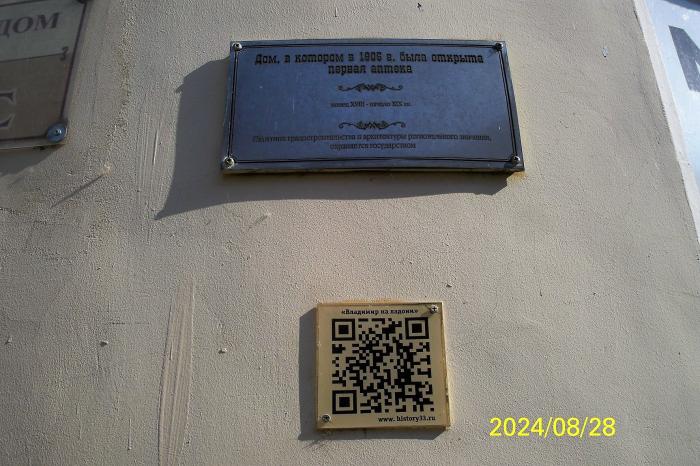 ДОМ
Дом, в котором в 1806 в. была открыта
первая аптека
конец XVIII - начало XIX вв.
Памятник градостроительства и архитектуры регионального значения,
охраняется государством
«Владимир на ладони»
www. history33.ru
2024/08/28